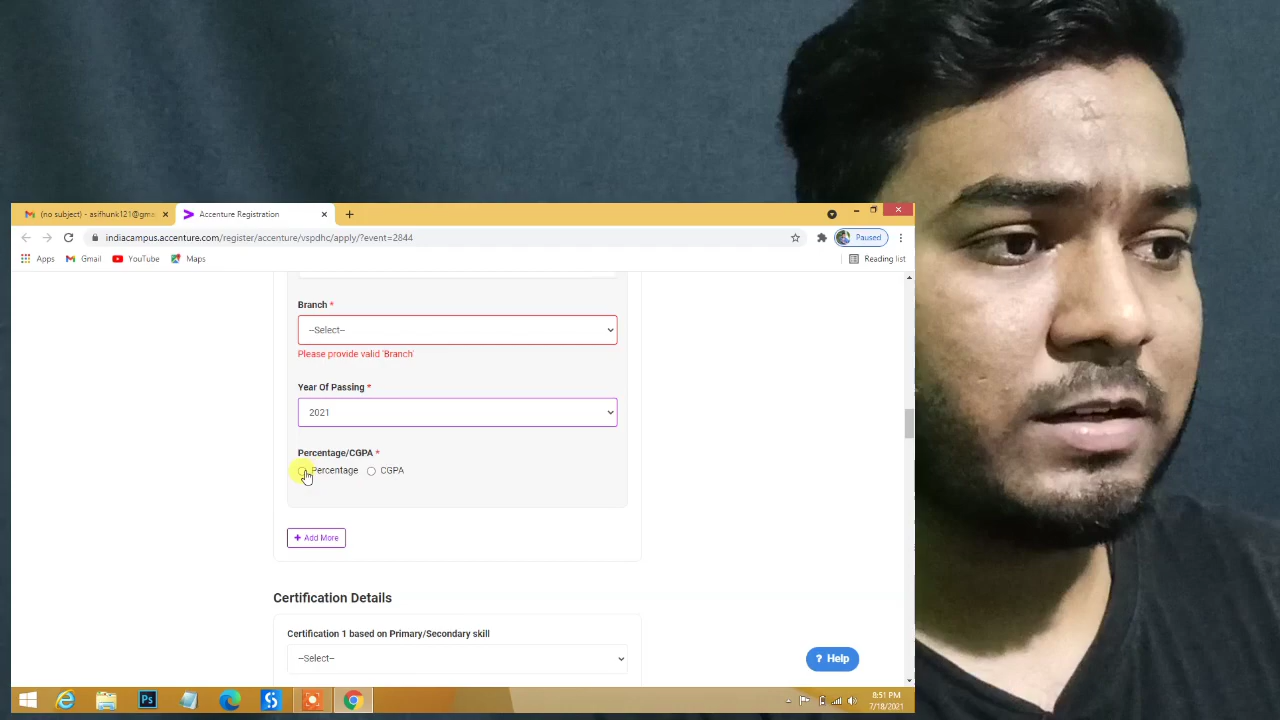 (no subject) - asifhunk121@gma
Accenture Registration
indiacampus.accenture.com/register/accenture/vspdhc/apply/?event=2844
Paused
Apps
Gmail
YouTube
Maps
Reading list
Branch *
--Select--
Please provide valid 'Branch'
Year Of Passing *
2021
Percentage/CGPA *
Percentage
CGPA
+ Add More
Certification Details
Certification 1 based on Primary/Secondary skill
--Select--
? Help
Ps
8:51 PM
7/18/2021